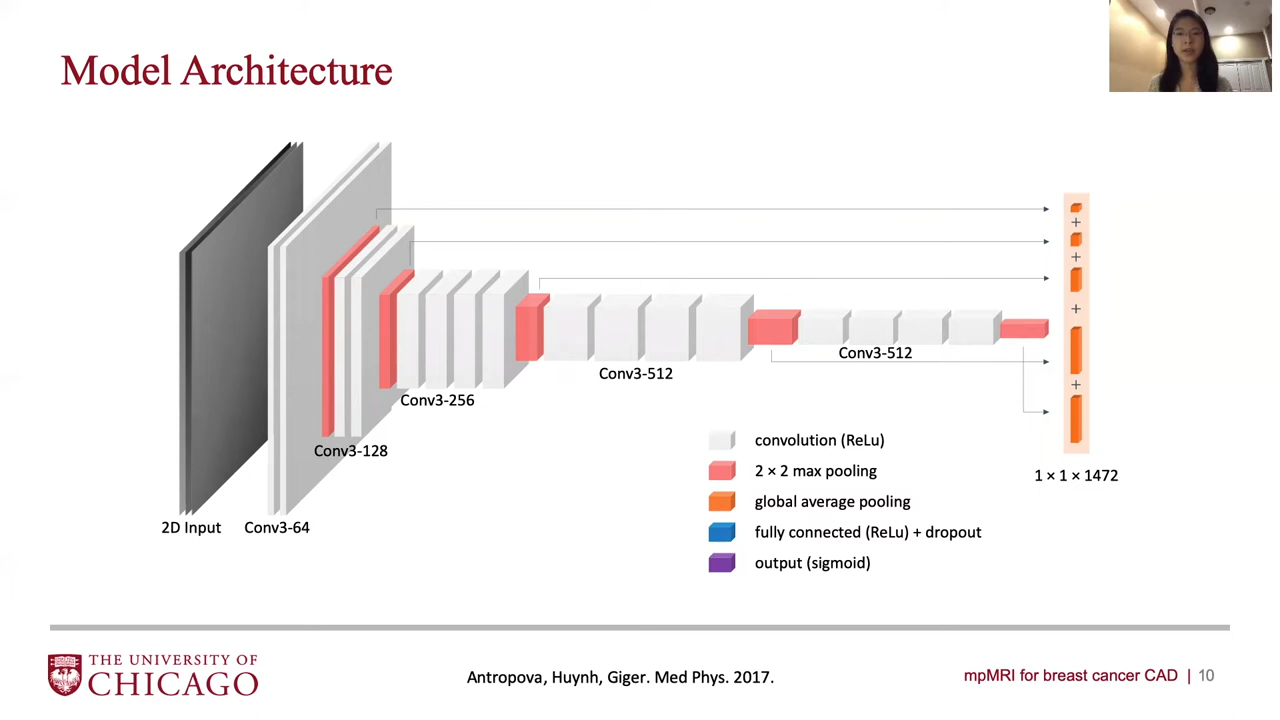 Model Architecture
+
+
+
+
Conv3-512
Conv3-512
Conv3-256
Conv3-128
1 × 1 × 1472
2D Input
Conv3-64
convolution (ReLu)
2 × 2 max pooling
global average pooling
fully connected (ReLu) + dropout
output (sigmoid)
THE UNIVERSITY OF
CHICAGO
Antropova, Huynh, Giger. Med Phys. 2017.
mpMRI for breast cancer CAD | 10